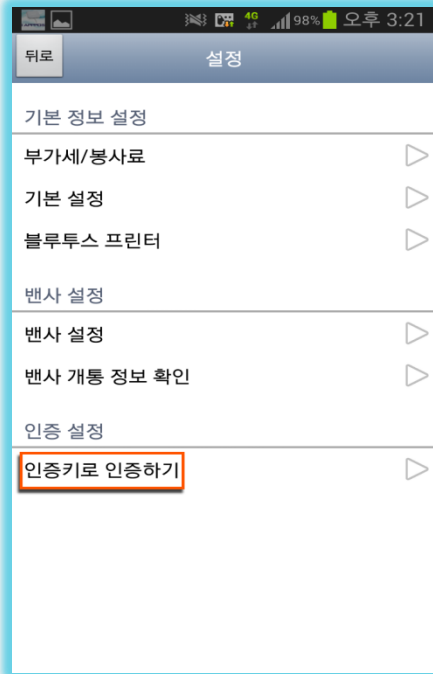 4G 98% 오후 3:21
뒤로 설정
기본 정보 설정
부가세/봉사료
기본 설정
블루투스 프린터
밴사 설정
밴사 설정
밴사 개통 정보 확인
인증 설정
인증키로 인증하기